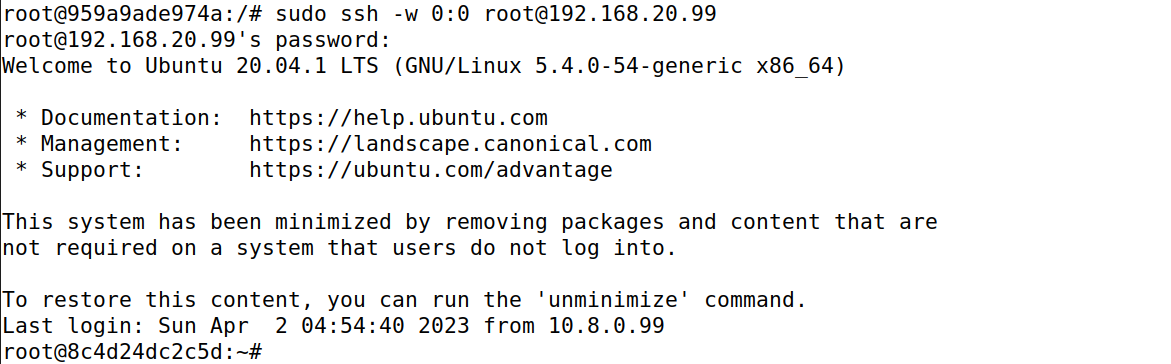 root@959a9ade974a:/# sudo ssh -w 0:0 root@192.168.20.99
root@192.168.20.99's password:
Welcome to Ubuntu 20.04.1 LTS (GNU/Linux 5.4.0-54-generic x86_64)

 * Documentation:  https://help.ubuntu.com
 * Management:     https://landscape.canonical.com
 * Support:        https://ubuntu.com/advantage

This system has been minimized by removing packages and content that are
not required on a system that users do not log into.

To restore this content, you can run the 'unminimize' command.
Last login: Sun Apr  2 04:54:40 2023 from 10.8.0.99
root@8c4d24dc2c5d:~#